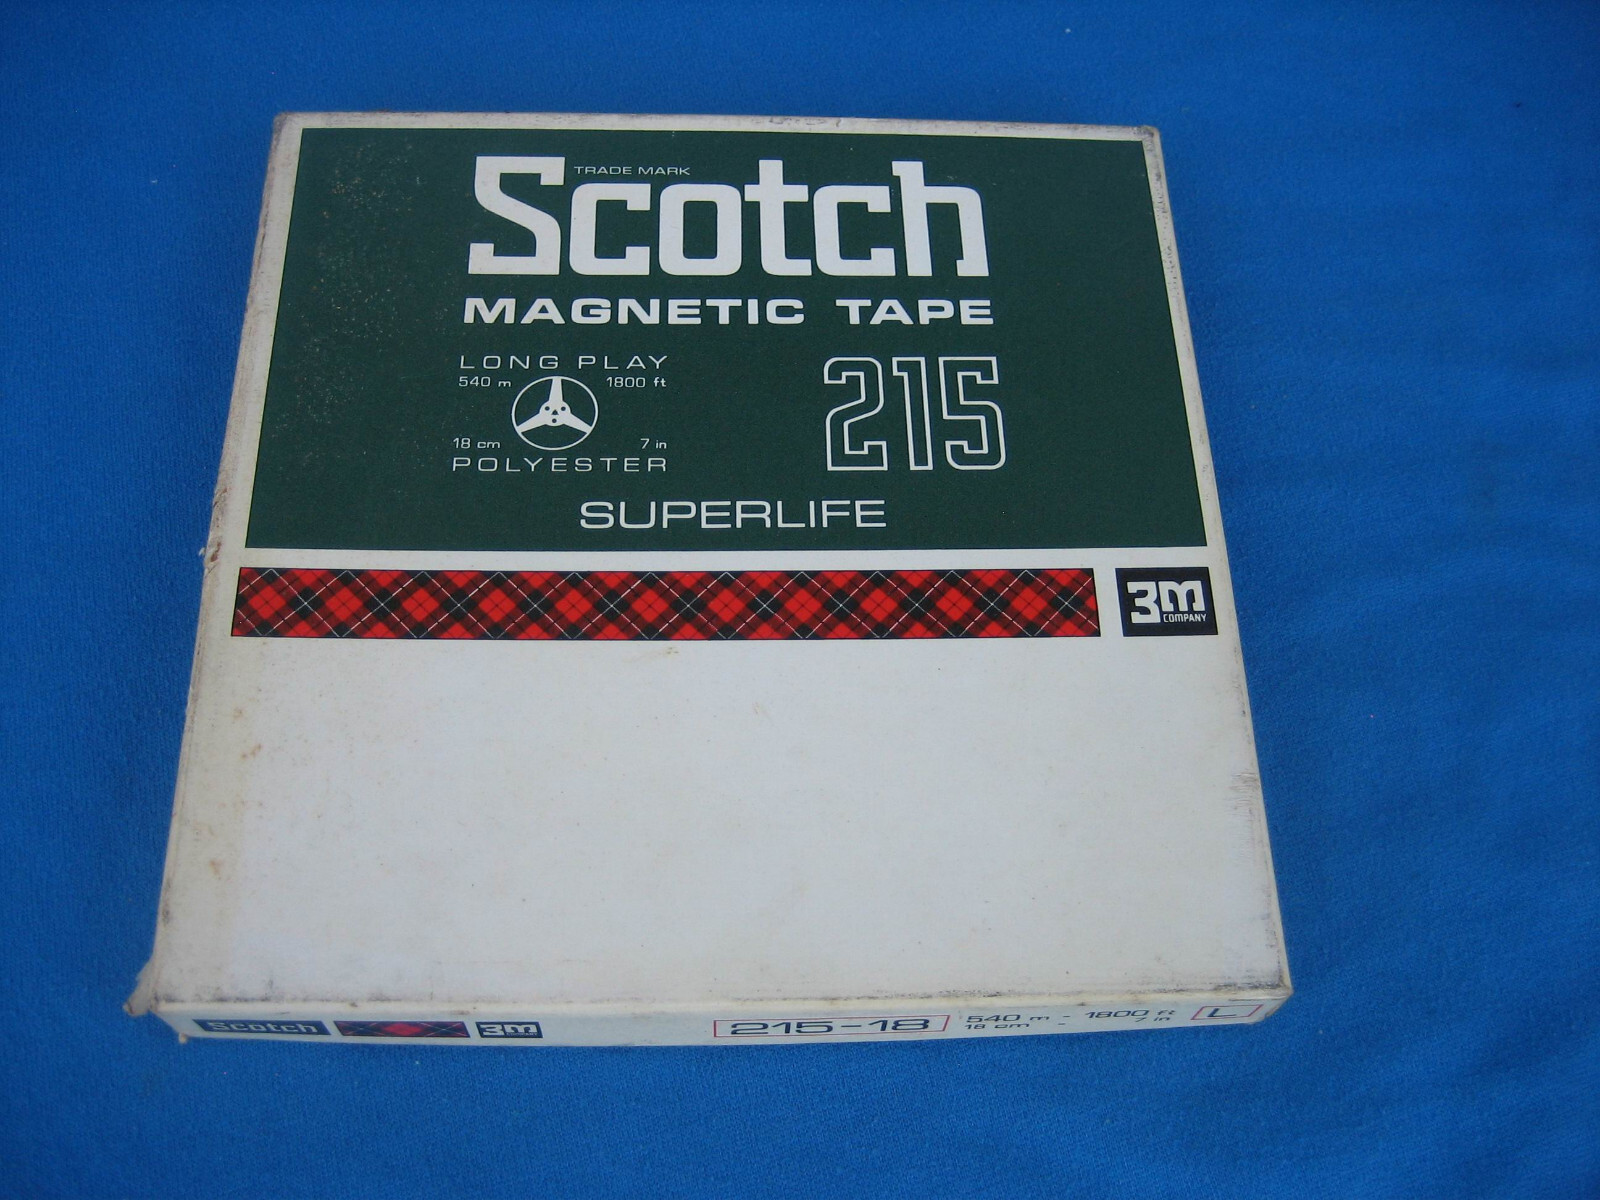 TRADE MARK
Scotch
MAGNETIC TAPE
LONG PLAY
540 m 1800 ft
18 cm 7 in
POLYESTER
215
SUPERLIFE
3M
COMPANY
Scotch 3M 215-18 540 m - 1800 ft L
18 cm - 7 in